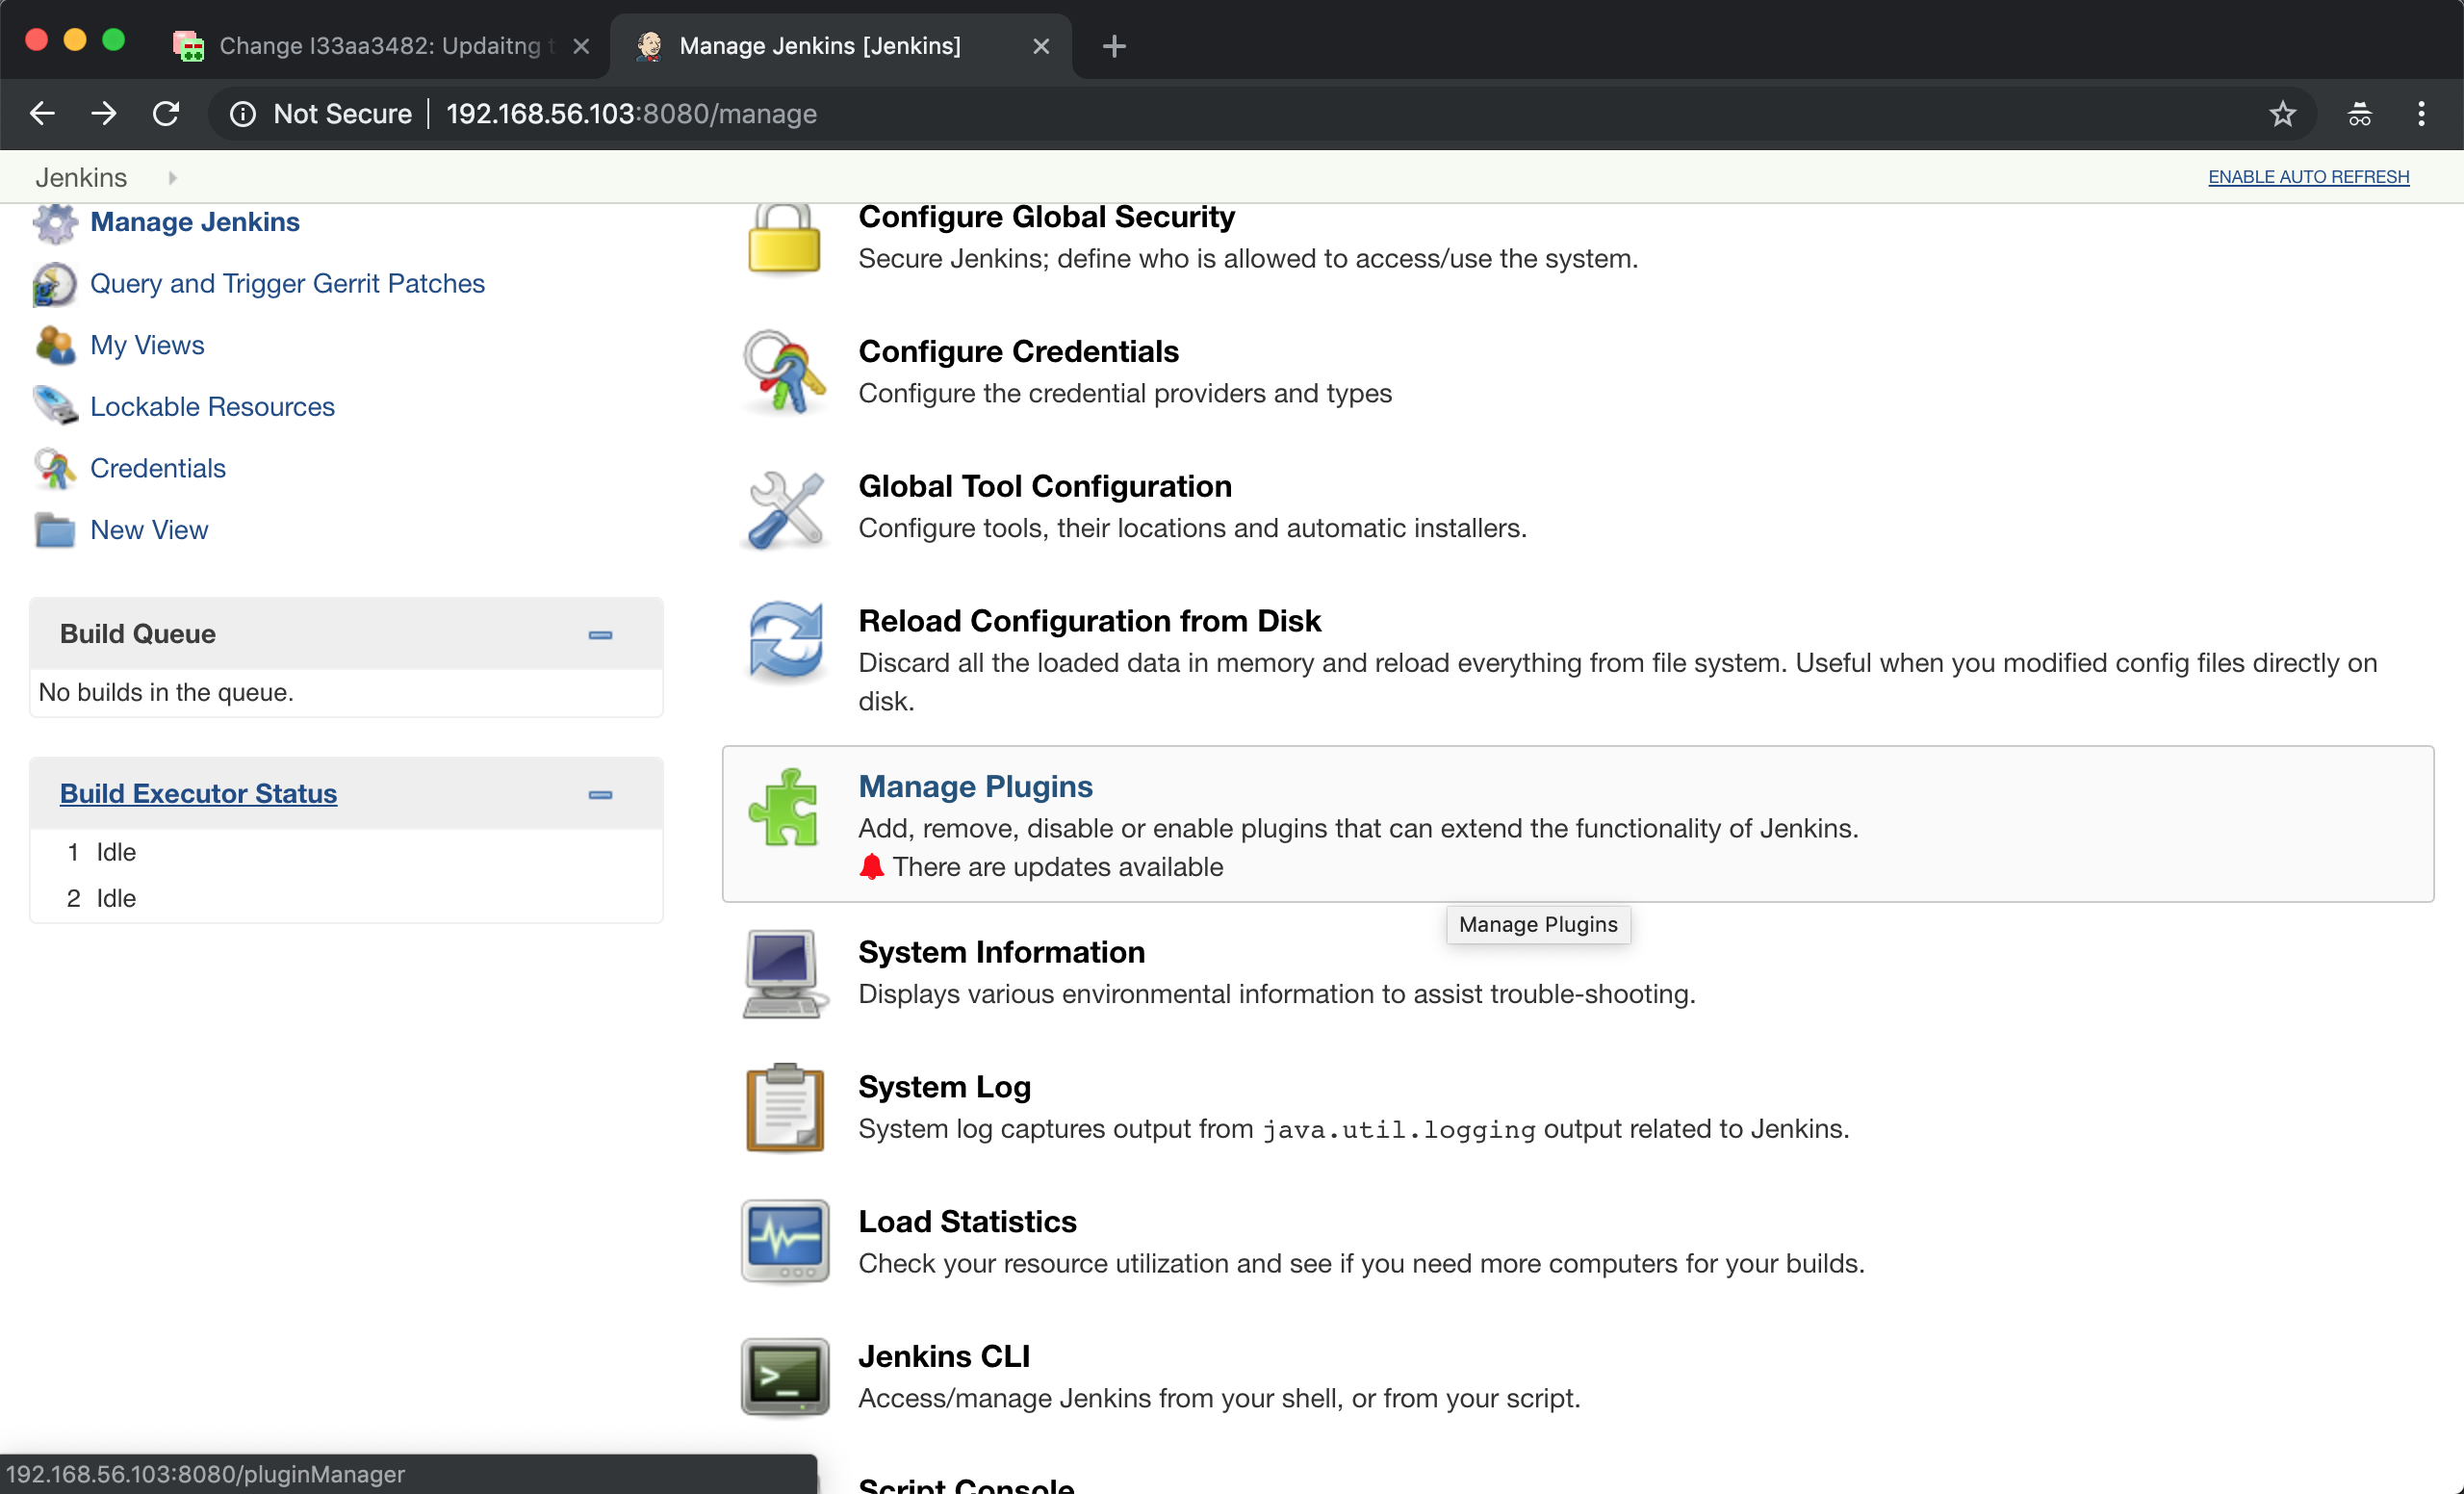 Change I33aa3482: Updaitng t
Manage Jenkins [Jenkins]
Not Secure | 192.168.56.103:8080/manage
Jenkins
ENABLE AUTO REFRESH
Manage Jenkins
Query and Trigger Gerrit Patches
My Views
Lockable Resources
Credentials
New View
Build Queue
No builds in the queue.
Build Executor Status
1 Idle
2 Idle
Configure Global Security
Secure Jenkins; define who is allowed to access/use the system.
Configure Credentials
Configure the credential providers and types
Global Tool Configuration
Configure tools, their locations and automatic installers.
Reload Configuration from Disk
Discard all the loaded data in memory and reload everything from file system. Useful when you modified config files directly on
disk.
Manage Plugins
Add, remove, disable or enable plugins that can extend the functionality of Jenkins.
There are updates available
Manage Plugins
System Information
Displays various environmental information to assist trouble-shooting.
System Log
System log captures output from java.util.logging output related to Jenkins.
Load Statistics
Check your resource utilization and see if you need more computers for your builds.
Jenkins CLI
Access/manage Jenkins from your shell, or from your script.
Script Console
192.168.56.103:8080/pluginManager